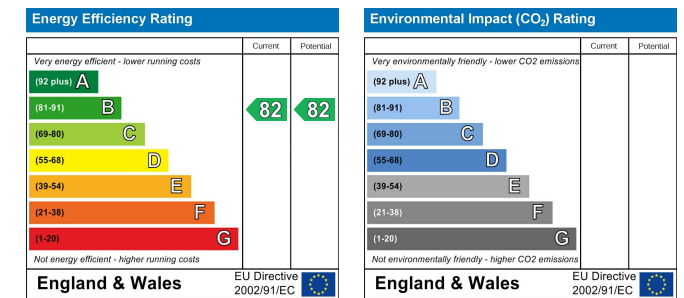 Energy Efficiency Rating
Current Potential
Very energy efficient - lower running costs
(92 plus) A
(81-91) B 82 82
(69-80) C
(55-68) D
(39-54) E
(21-38) F
(1-20) G
Not energy efficient - higher running costs
England & Wales
EU Directive
2002/91/EC
Environmental Impact (CO2) Rating
Current Potential
Very environmentally friendly - lower CO2 emissions
(92 plus) A
(81-91) B
(69-80) C
(55-68) D
(39-54) E
(21-38) F
(1-20) G
Not environmentally friendly - higher CO2 emissions
England & Wales
EU Directive
2002/91/EC